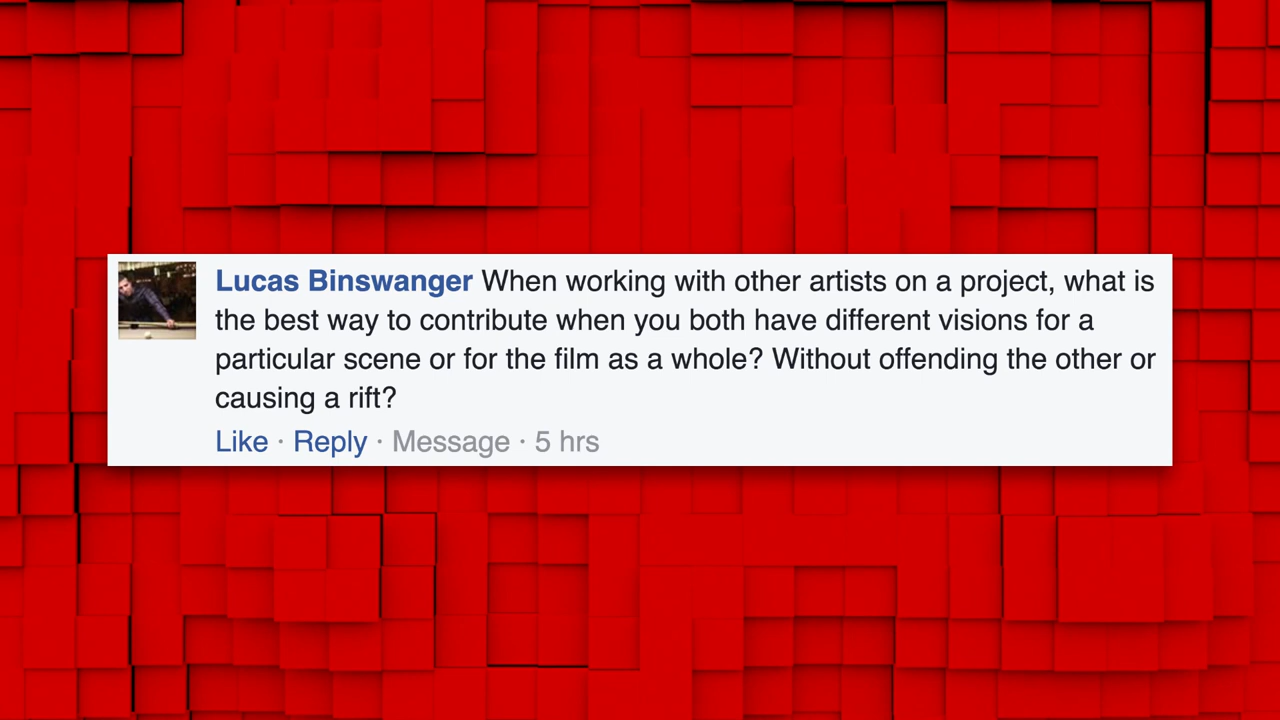 Lucas Binswanger When working with other artists on a project, what is
the best way to contribute when you both have different visions for a
particular scene or for the film as a whole? Without offending the other or
causing a rift?
Like · Reply · Message · 5 hrs